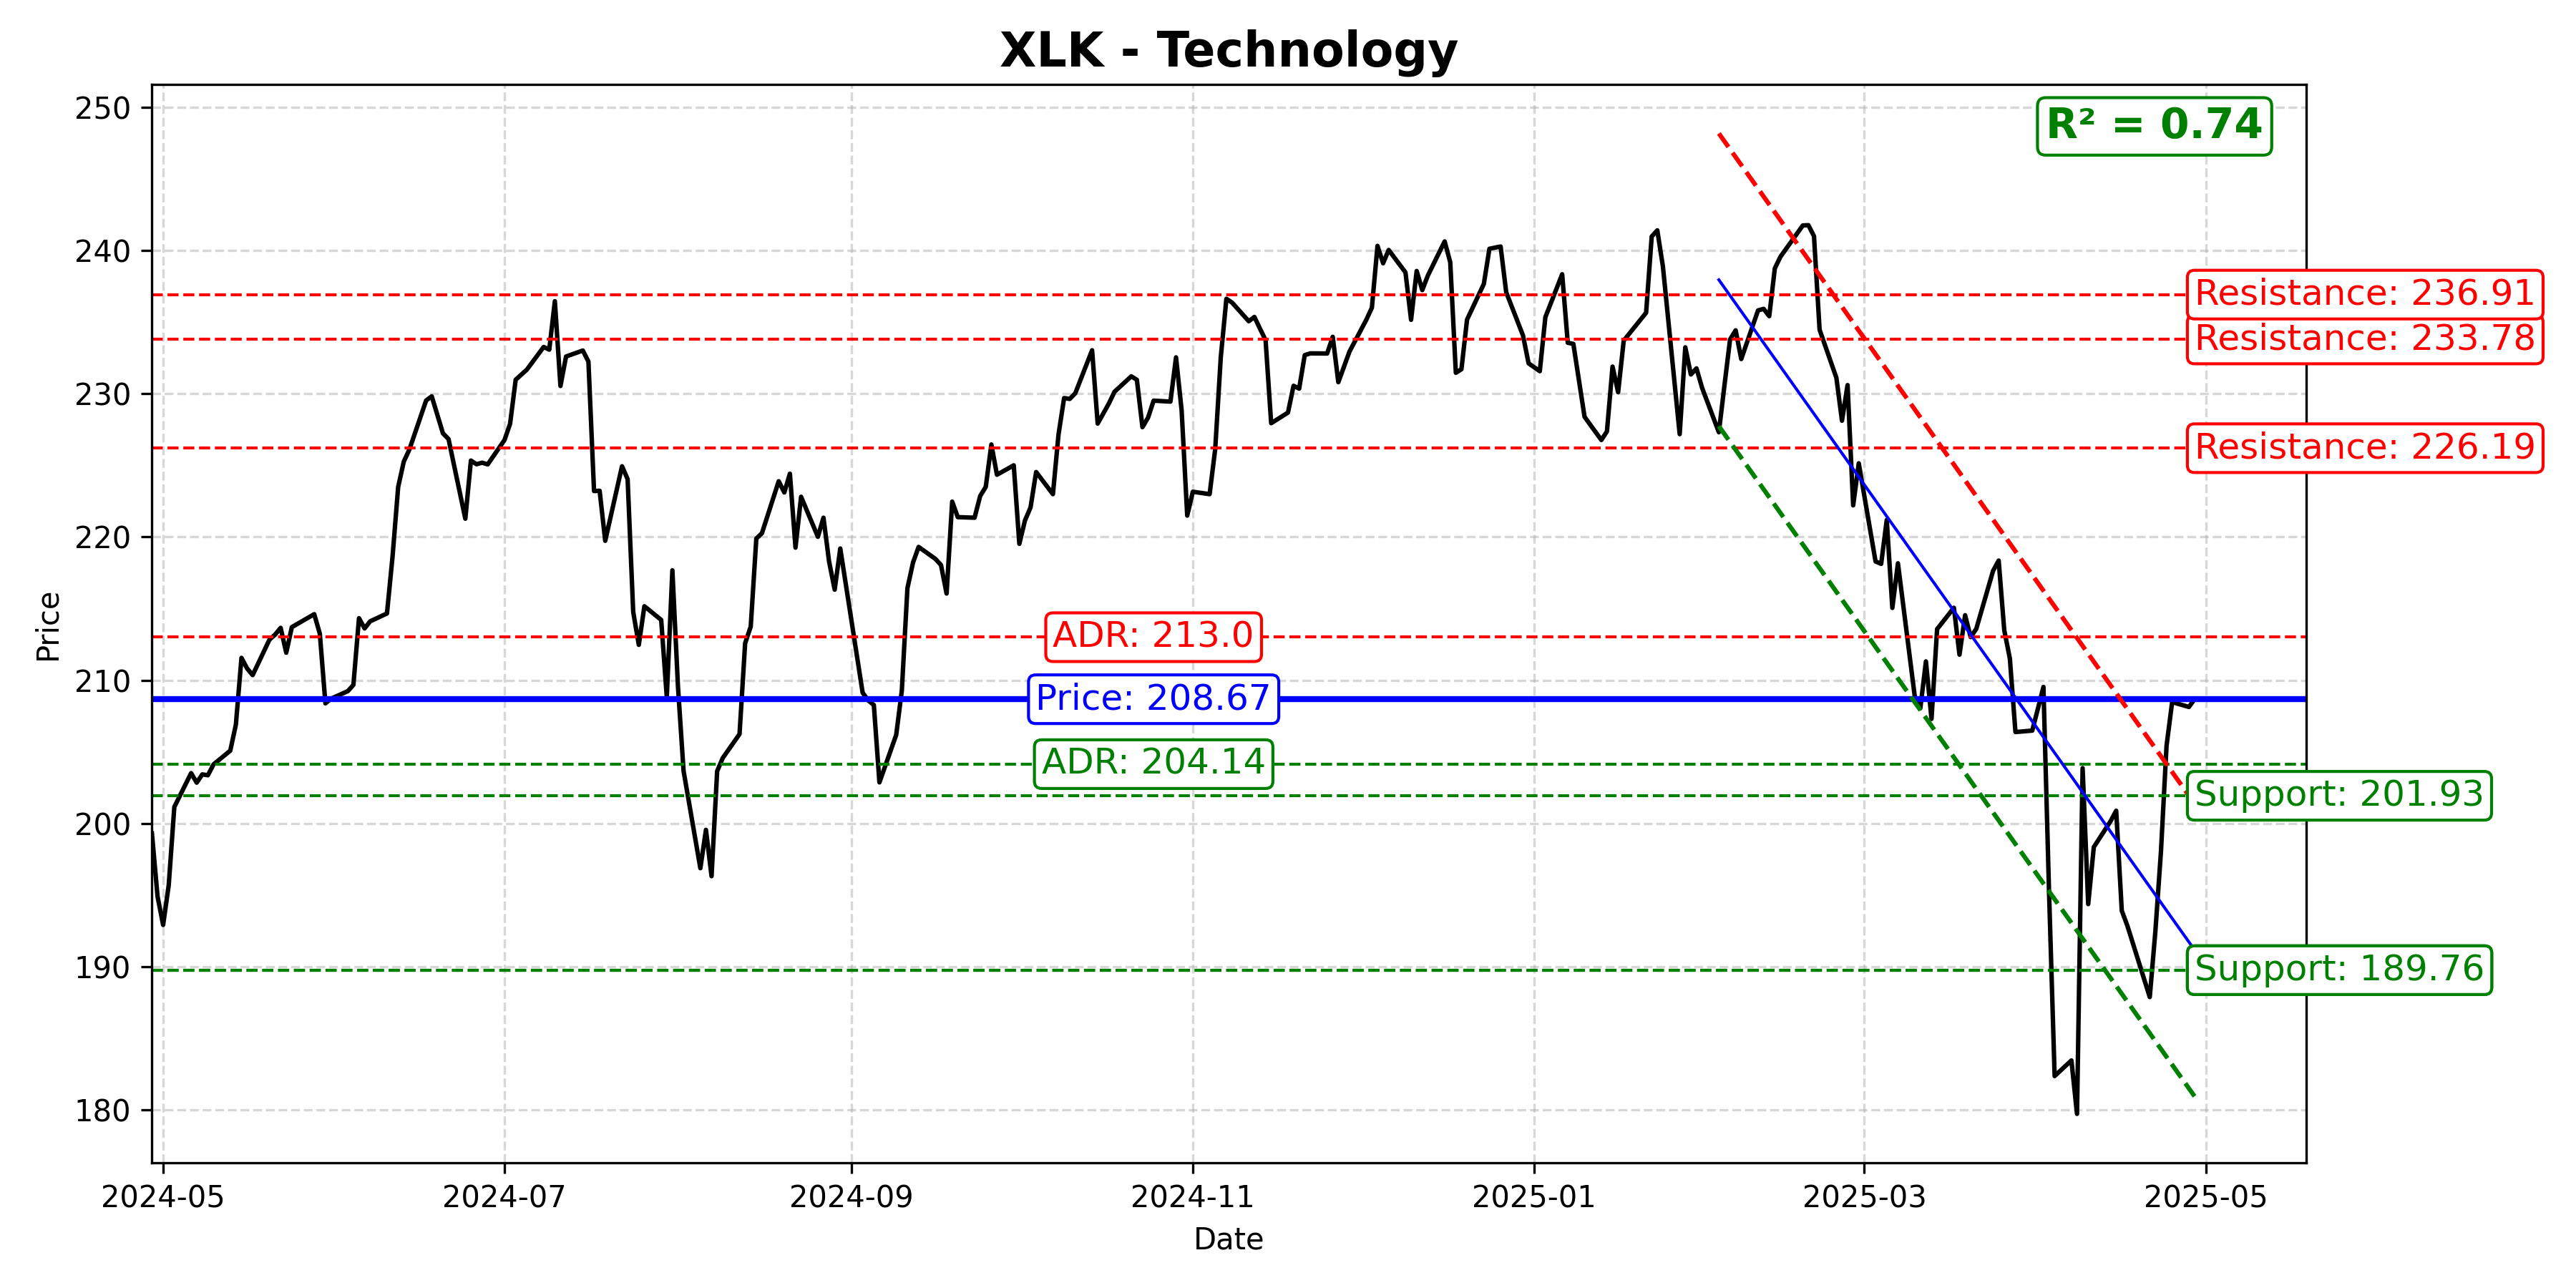 XLK - Technology
R² = 0.74
250
240
230
220
210
200
190
180
Price
Resistance: 236.91
Resistance: 233.78
Resistance: 226.19
ADR: 213.0
Price: 208.67
ADR: 204.14
Support: 201.93
Support: 189.76
2024-05
2024-07
2024-09
2024-11
2025-01
2025-03
2025-05
Date